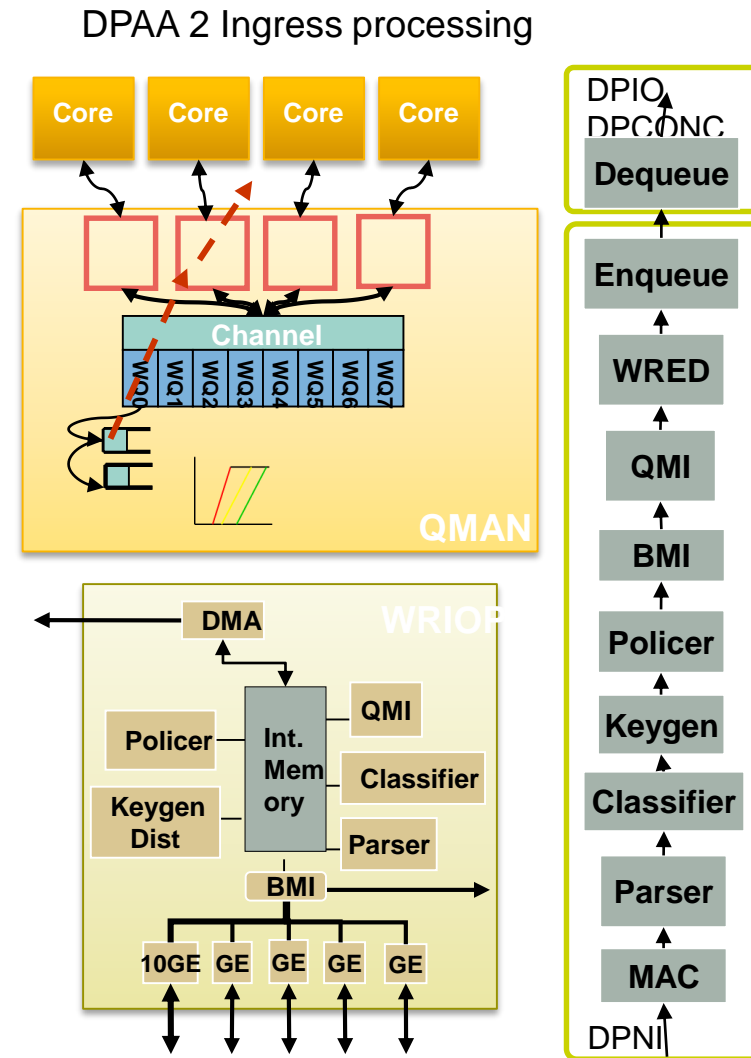 DPAA 2 Ingress processing
Core
Core
Core
Core
Channel
WQ0
WQ1
WQ2
WQ3
WQ4
WQ5
WQ6
WQ7
QMAN
WRIOP
DMA
Int.
Mem
ory
QMI
Policer
Classifier
Keygen
Dist
Parser
BMI
10GE
GE
GE
GE
GE
DPIO
DPCONC
Dequeue
Enqueue
WRED
QMI
BMI
Policer
Keygen
Classifier
Parser
MAC
DPNI